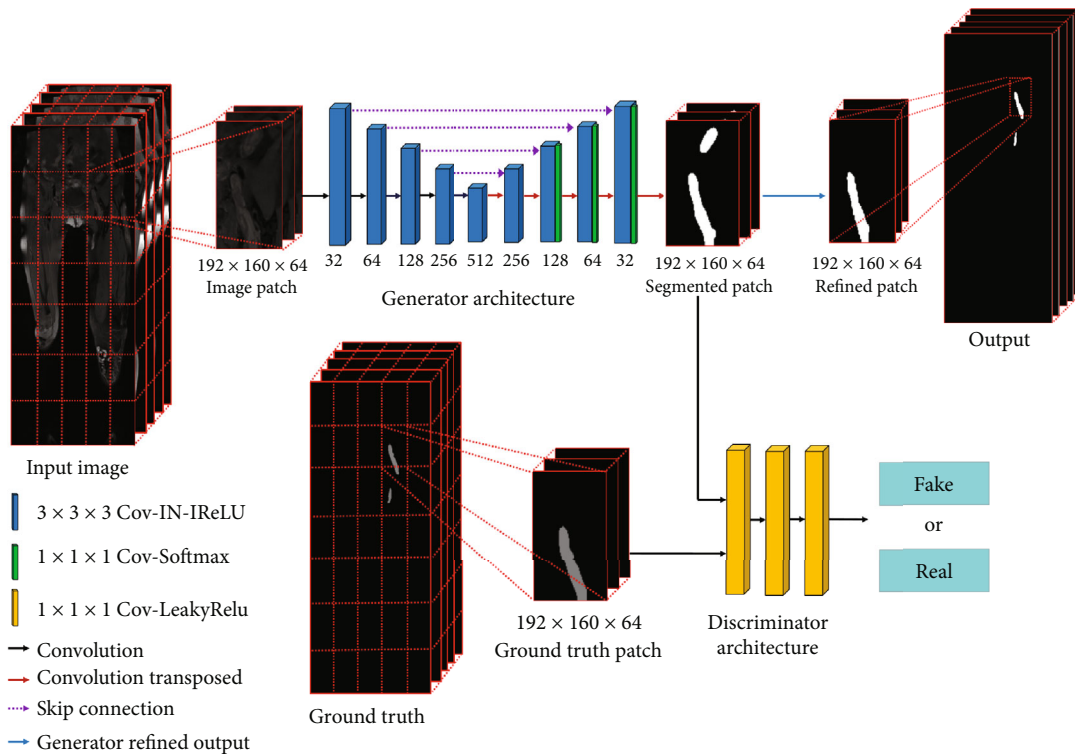 192 × 160 × 64
Image patch
32
64
128
256
512
256
128
64
32
Generator architecture
192 × 160 × 64
Segmented patch
192 × 160 × 64
Refined patch
Output
Input image
3 × 3 × 3 Cov-IN-IReLU
1 × 1 × 1 Cov-Softmax
1 × 1 × 1 Cov-LeakyRelu
Convolution
Convolution transposed
Skip connection
Generator refined output
Ground truth
192 × 160 × 64
Ground truth patch
Discriminator
architecture
Fake
or
Real